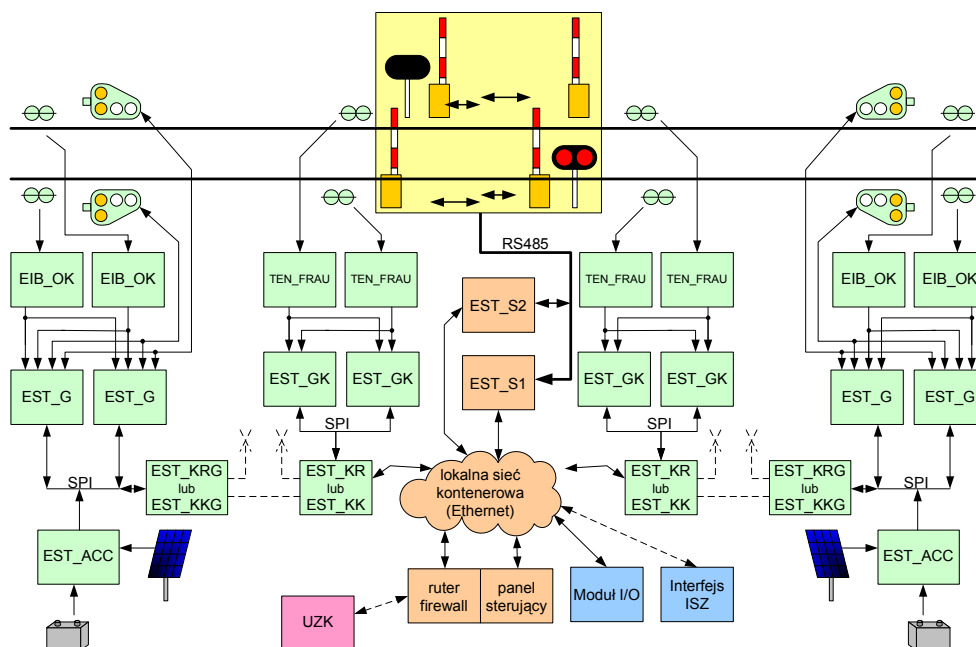 RS485
EIB_OK
EIB_OK
TEN_FRAU
TEN_FRAU
EST_S2
TEN_FRAU
TEN_FRAU
EIB_OK
EIB_OK
EST_G
EST_G
EST_GK
EST_GK
EST_S1
EST_GK
EST_GK
EST_G
EST_G
SPI
SPI
SPI
EST_KRG
lub
EST_KKG
SPI
EST_KR
lub
EST_KK
lokalna sieć
kontenerowa
(Ethernet)
EST_KR
lub
EST_KK
EST_KRG
lub
EST_KKG
EST_ACC
EST_ACC
UZK
ruter
firewall
panel
sterujący
Moduł I/O
Interfejs
ISZ